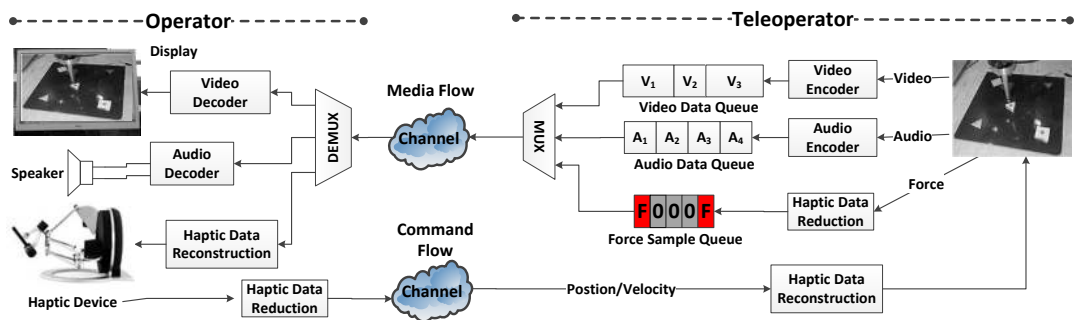 Operator
Teleoperator
Display
Video
Decoder
Media Flow
Channel
DEMUX
MUX
V1 V2 V3
Video Data Queue
Video
Encoder
Video
Speaker
Audio
Decoder
A1 A2 A3 A4
Audio Data Queue
Audio
Encoder
Audio
Force
F 0 0 0 F
Force Sample Queue
Haptic Data
Reduction
Haptic Data
Reconstruction
Command
Flow
Channel
Haptic Device
Haptic Data
Reduction
Postion/Velocity
Haptic Data
Reconstruction